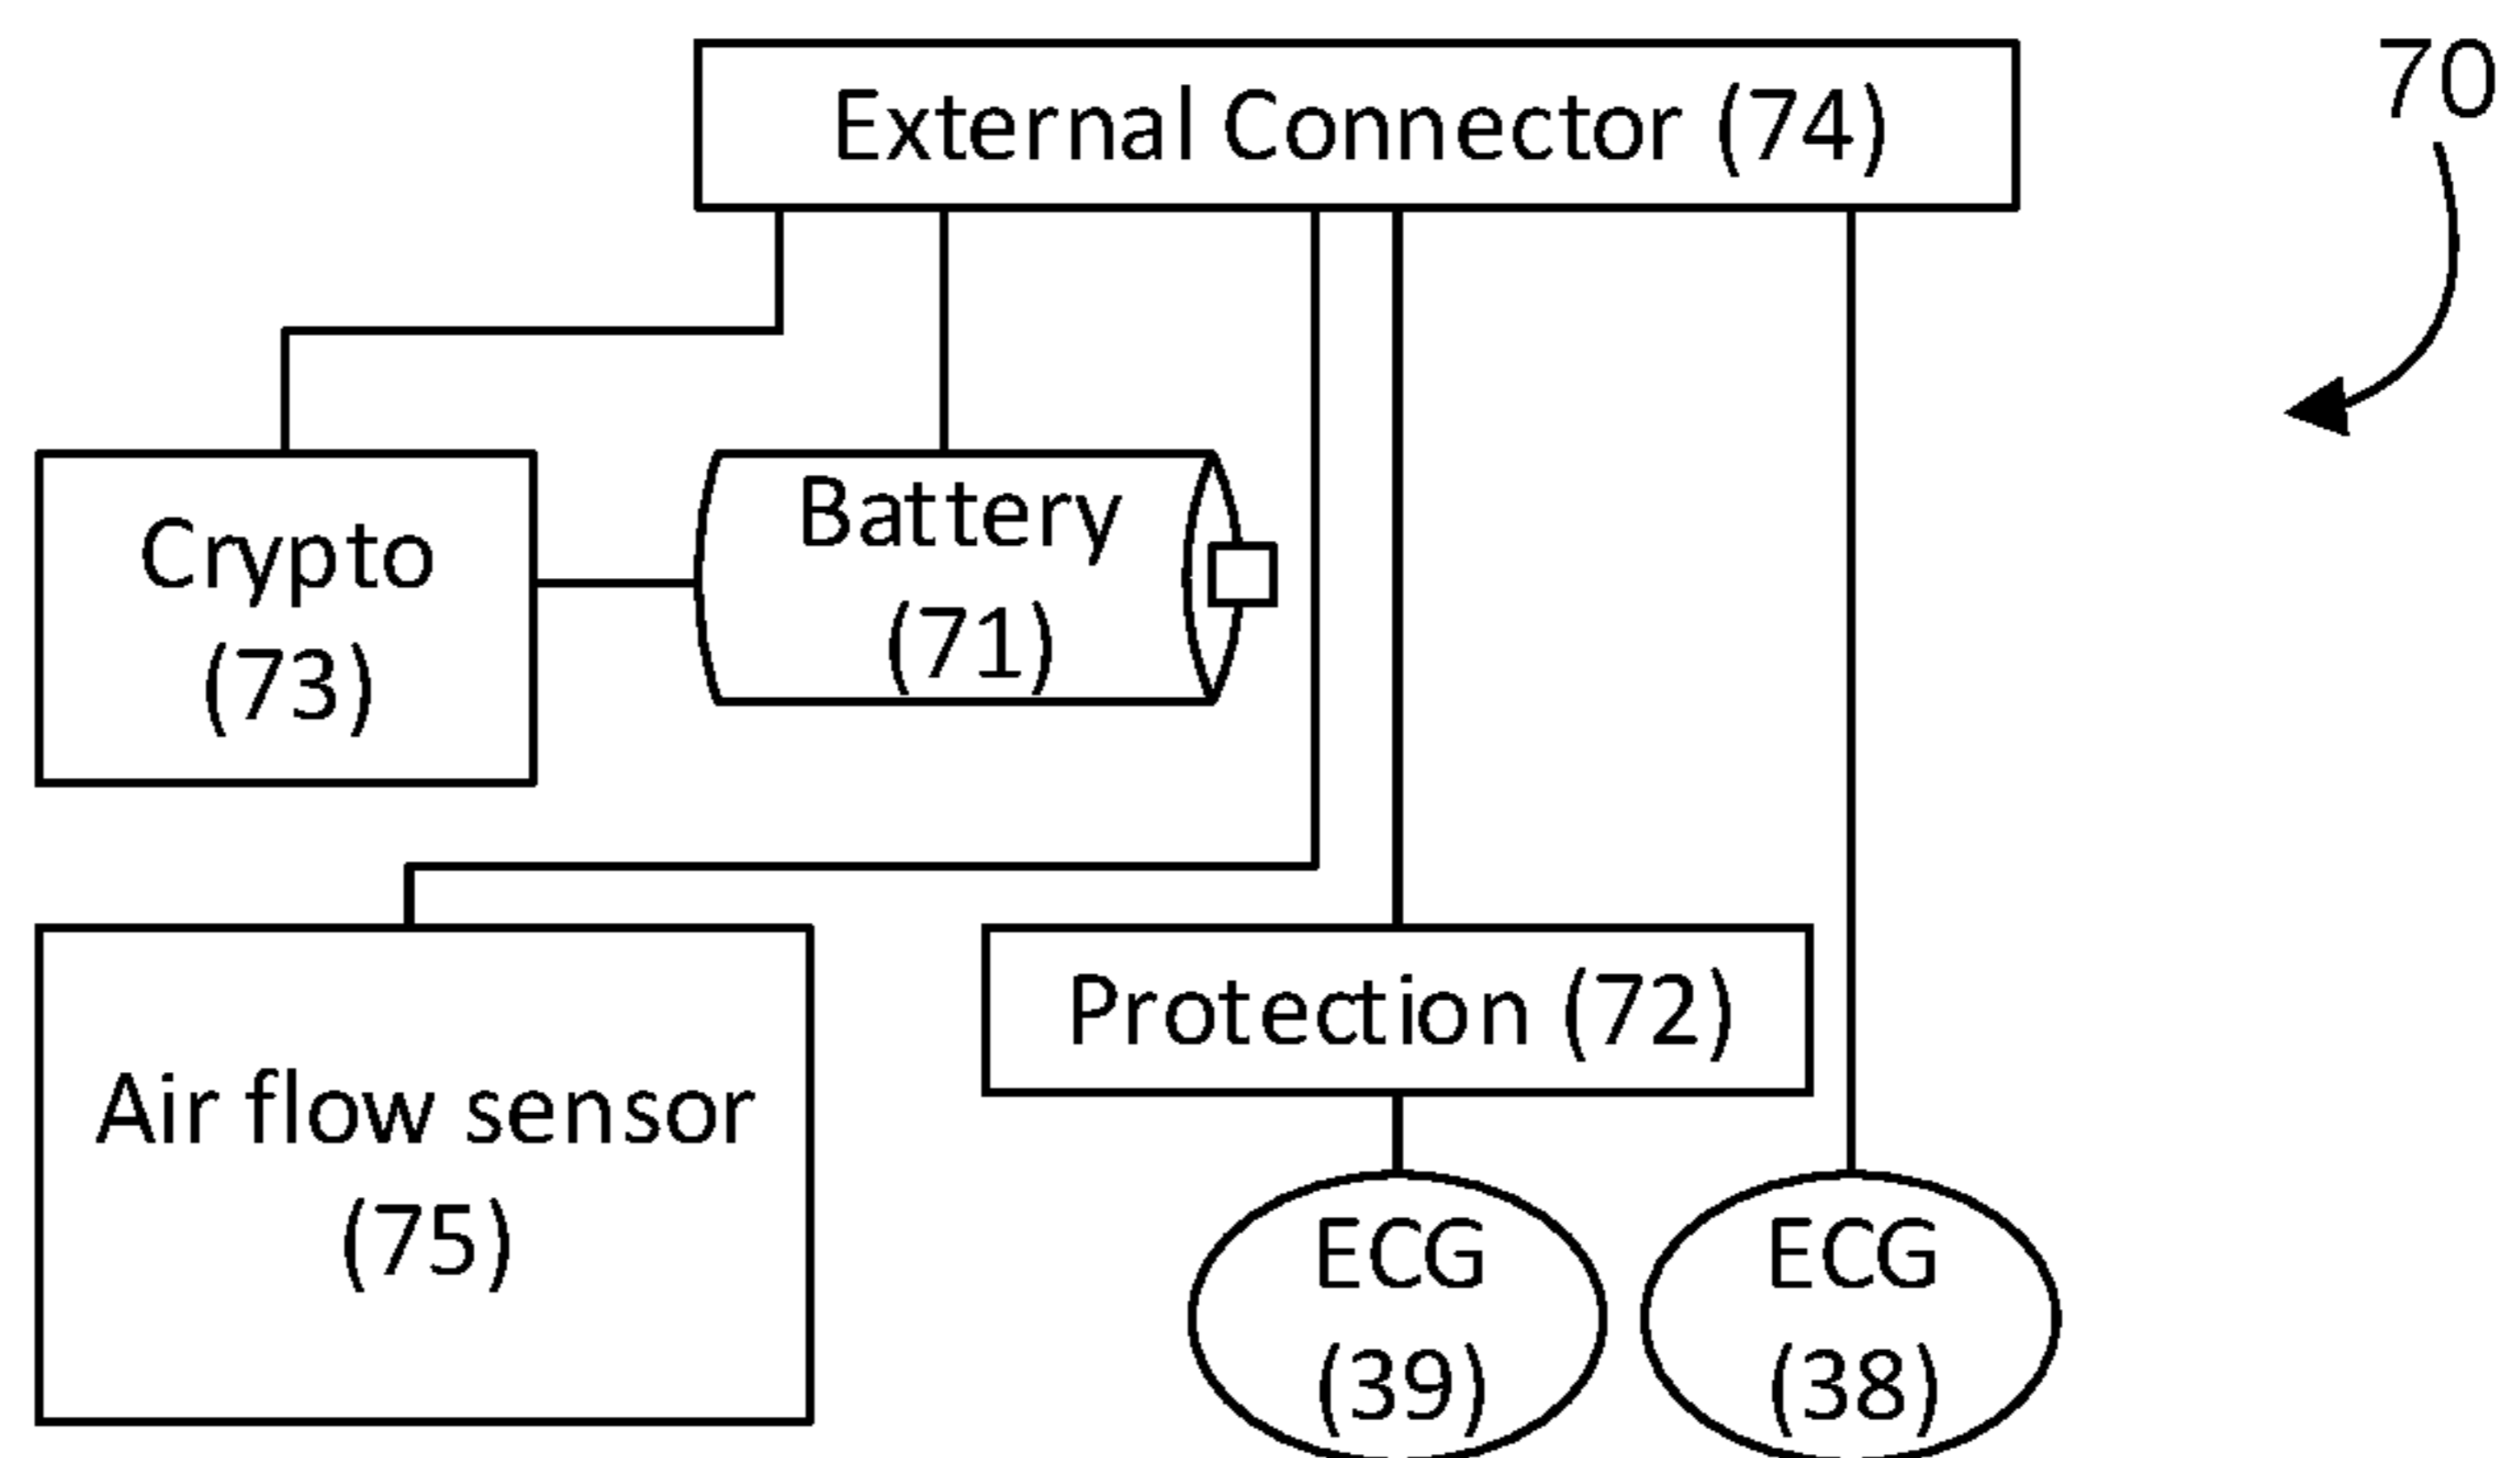 External Connector (74)
70
Crypto
(73)
Battery
(71)
Protection (72)
Air flow sensor
(75)
ECG
(39)
ECG
(38)